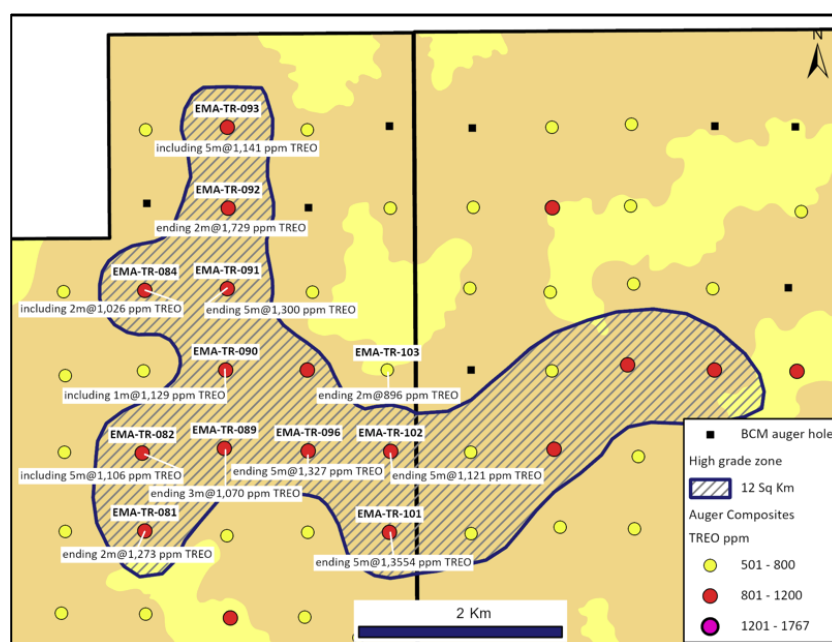 N
EMA-TR-093
including 5m@1,141 ppm TREO
EMA-TR-092
ending 2m@1,729 ppm TREO
EMA-TR-084
EMA-TR-091
including 2m@1,026 ppm TREO
ending 5m@1,300 ppm TREO
EMA-TR-090
EMA-TR-103
including 1m@1,129 ppm TREO
ending 2m@896 ppm TREO
EMA-TR-082
EMA-TR-089
EMA-TR-096
EMA-TR-102
including 5m@1,106 ppm TREO
ending 5m@1,327 ppm TREO
ending 5m@1,121 ppm TREO
ending 3m@1,070 ppm TREO
EMA-TR-081
EMA-TR-101
ending 2m@1,273 ppm TREO
ending 5m@1,3554 ppm TREO
2 Km
BCM auger hole
High grade zone
12 Sq Km
Auger Composites
TREO ppm
501 - 800
801 - 1200
1201 - 1767